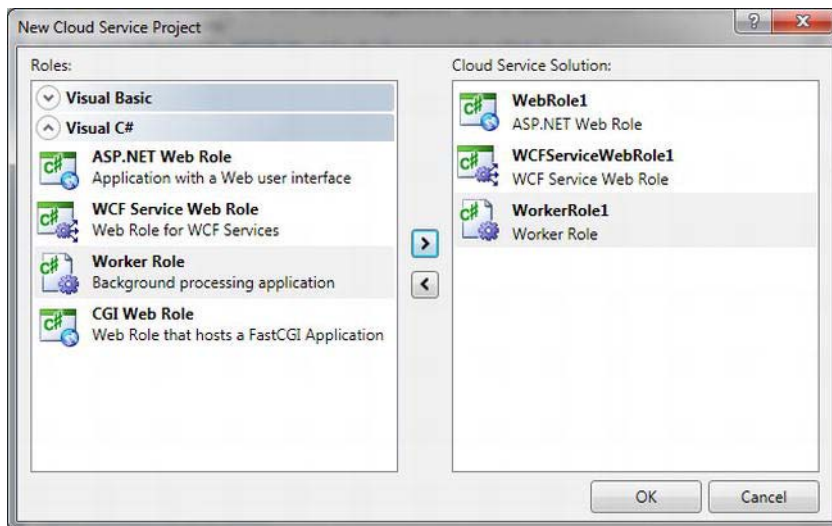 New Cloud Service Project
Roles:
Visual Basic
Visual C#
ASP.NET Web Role
Application with a Web user interface
WCF Service Web Role
Web Role for WCF Services
Worker Role
Background processing application
CGI Web Role
Web Role that hosts a FastCGI Application
Cloud Service Solution:
WebRole1
ASP.NET Web Role
WCFServiceWebRole1
WCF Service Web Role
WorkerRole1
Worker Role
OK
Cancel